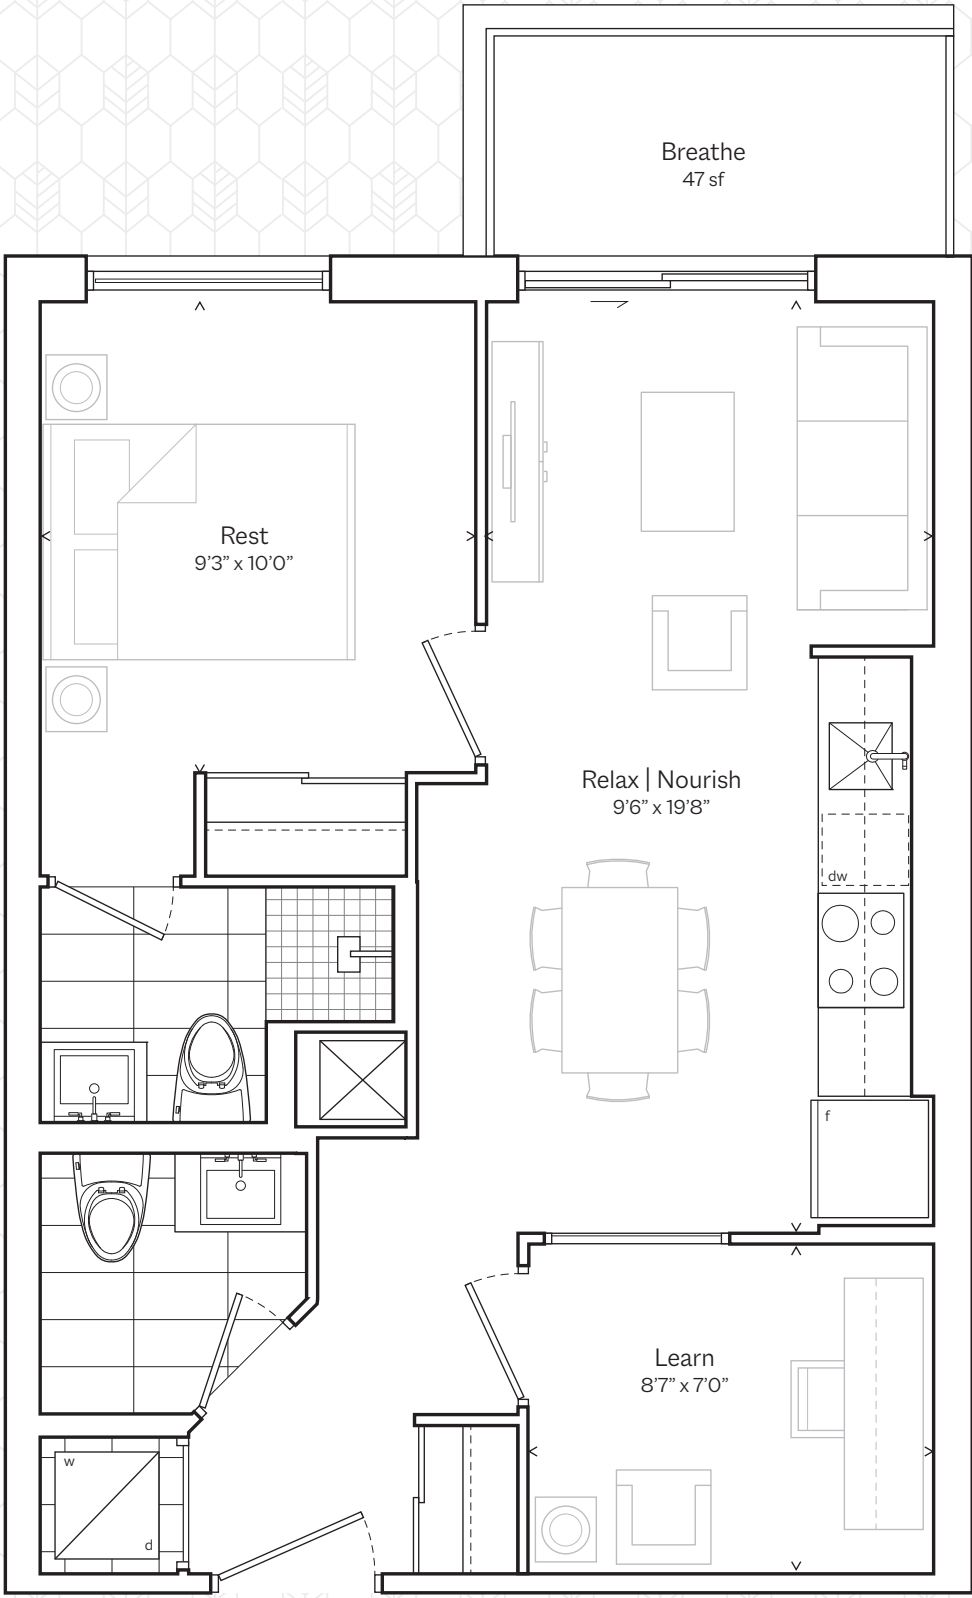 Breathe
47 sf
Rest
9’3” x 10’0”
Relax | Nourish
9’6” x 19’8”
dw
f
Learn
8’7” x 7’0”
w
d